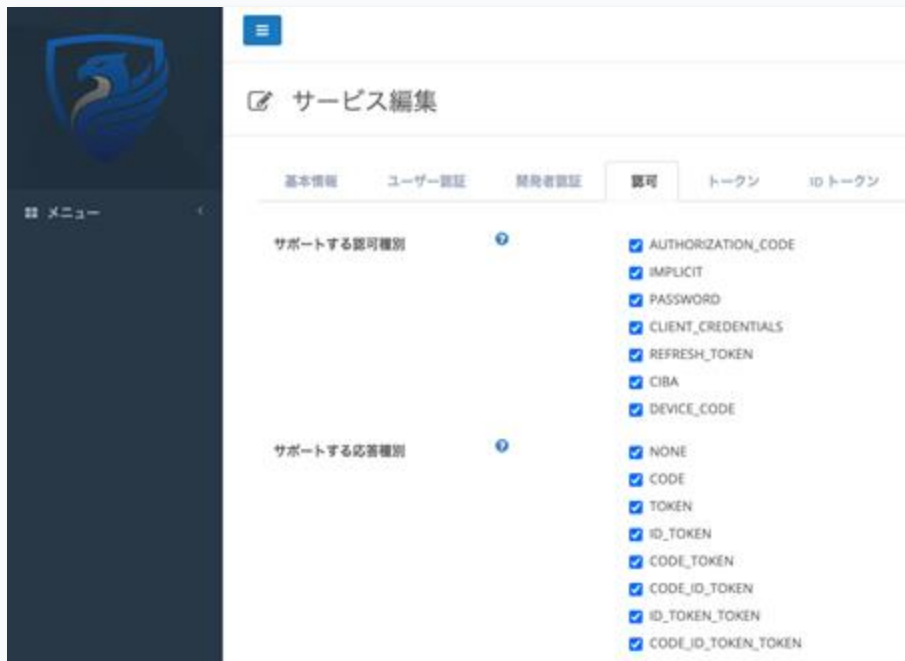 サービス編集
基本情報 ユーザー認証 開発者認証 認可 トークン ID トークン
メニュー
サポートする認可種別
AUTHORIZATION_CODE
IMPLICIT
PASSWORD
CLIENT_CREDENTIALS
REFRESH_TOKEN
CIBA
DEVICE_CODE
サポートする応答種別
NONE
CODE
TOKEN
ID_TOKEN
CODE_TOKEN
CODE_ID_TOKEN
ID_TOKEN_TOKEN
CODE_ID_TOKEN_TOKEN